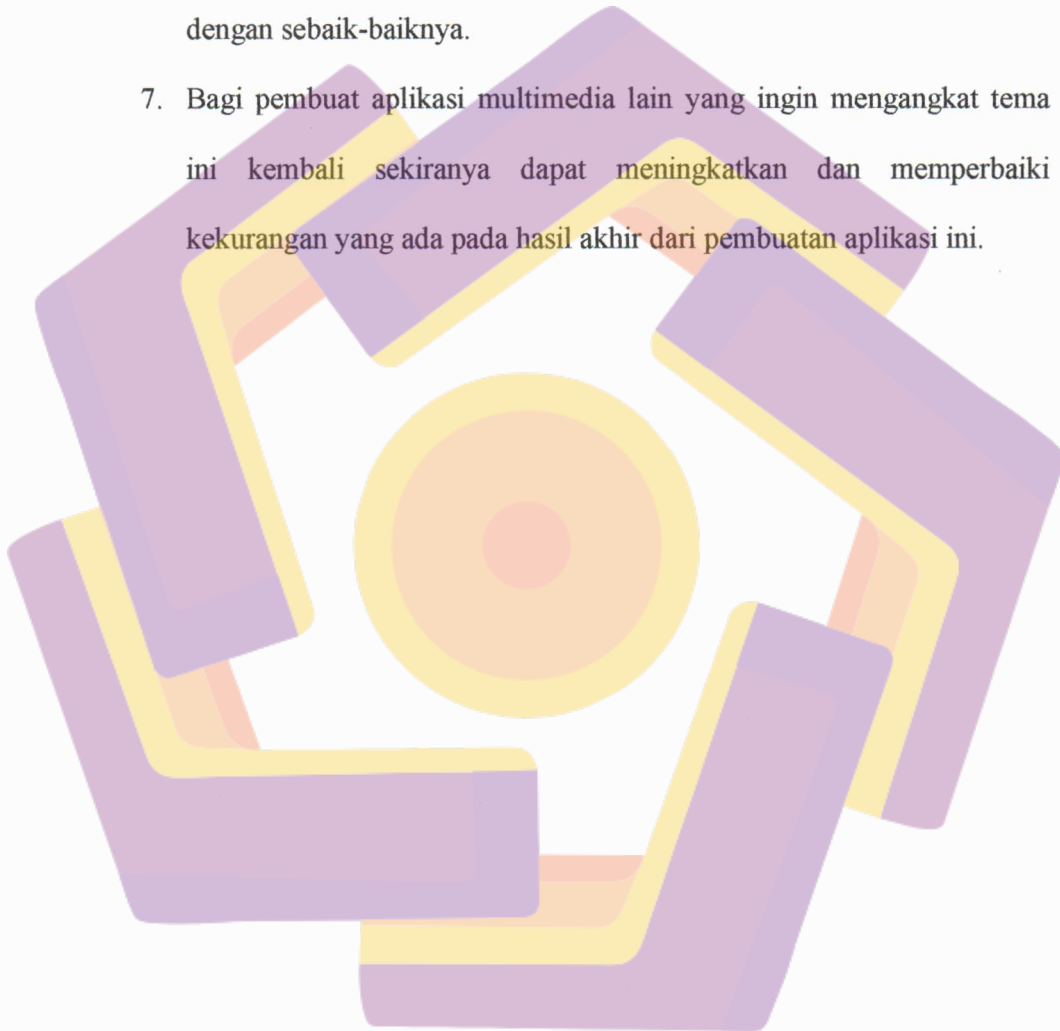 dengan sebaik-baiknya.
7. Bagi pembuat aplikasi multimedia lain yang ingin mengangkat tema
ini kembali sekiranya dapat meningkatkan dan memperbaiki
kekurangan yang ada pada hasil akhir dari pembuatan aplikasi ini.